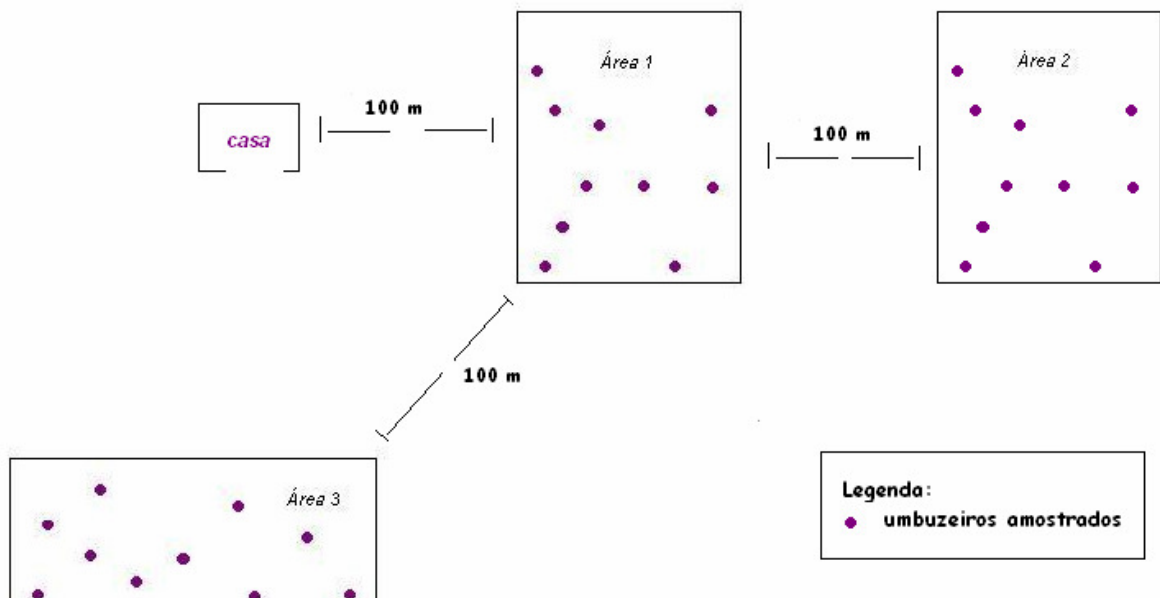 Área 1
Área 2
100 m
casa
100 m
100 m
Área 3
Legenda:
umbuzeiros amostrados